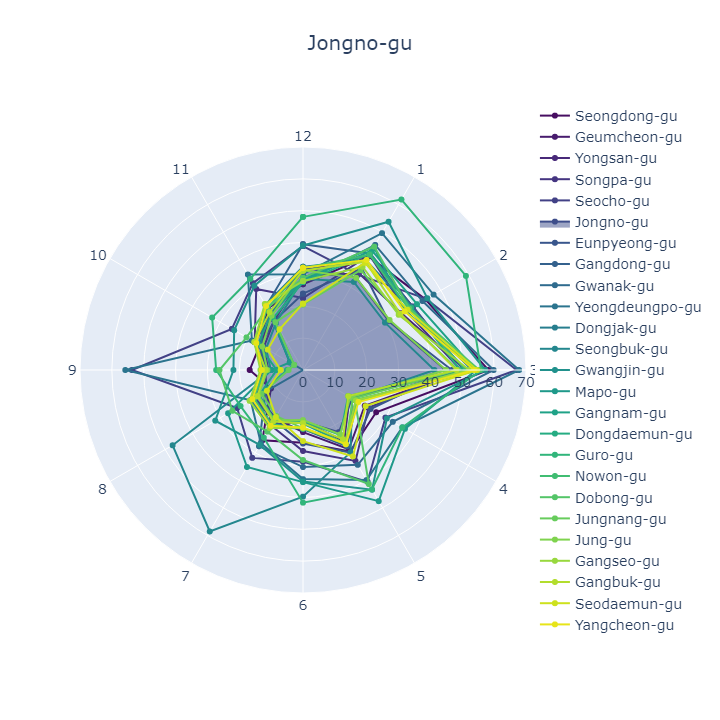 Jongno-gu
12
11
1
10
2
9
0
10
20
30
40
50
60
70
3
8
4
7
5
6
Seongdong-gu
Geumcheon-gu
Yongsan-gu
Songpa-gu
Seocho-gu
Jongno-gu
Eunpyeong-gu
Gangdong-gu
Gwanak-gu
Yeongdeungpo-gu
Dongjak-gu
Seongbuk-gu
Gwangjin-gu
Mapo-gu
Gangnam-gu
Dongdaemun-gu
Guro-gu
Nowon-gu
Dobong-gu
Jungnang-gu
Jung-gu
Gangseo-gu
Gangbuk-gu
Seodaemun-gu
Yangcheon-gu